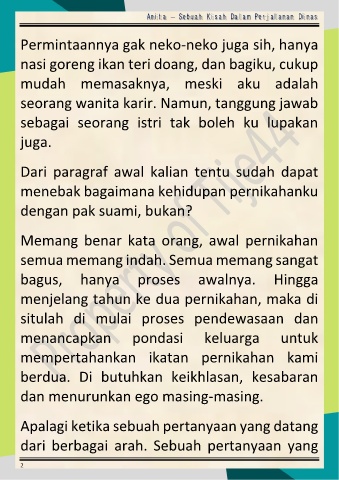 Anita – Sebuah Kisah Dalam Perjalanan Dinas
Permintaannya gak neko-neko juga sih, hanya
nasi goreng ikan teri doang, dan bagiku, cukup
mudah memasaknya, meski aku adalah
seorang wanita karir. Namun, tanggung jawab
sebagai seorang istri tak boleh ku lupakan
juga.
Dari paragraf awal kalian tentu sudah dapat
menebak bagaimana kehidupan pernikahanku
dengan pak suami, bukan?
Memang benar kata orang, awal pernikahan
semua memang indah. Semua memang sangat
bagus, hanya proses awalnya. Hingga
menjelang tahun ke dua pernikahan, maka di
situlah di mulai proses pendewasaan dan
menancapkan pondasi keluarga untuk
mempertahankan ikatan pernikahan kami
berdua. Di butuhkan keikhlasan, kesabaran
dan menurunkan ego masing-masing.
Apalagi ketika sebuah pertanyaan yang datang
dari berbagai arah. Sebuah pertanyaan yang
2
Property of Tije44